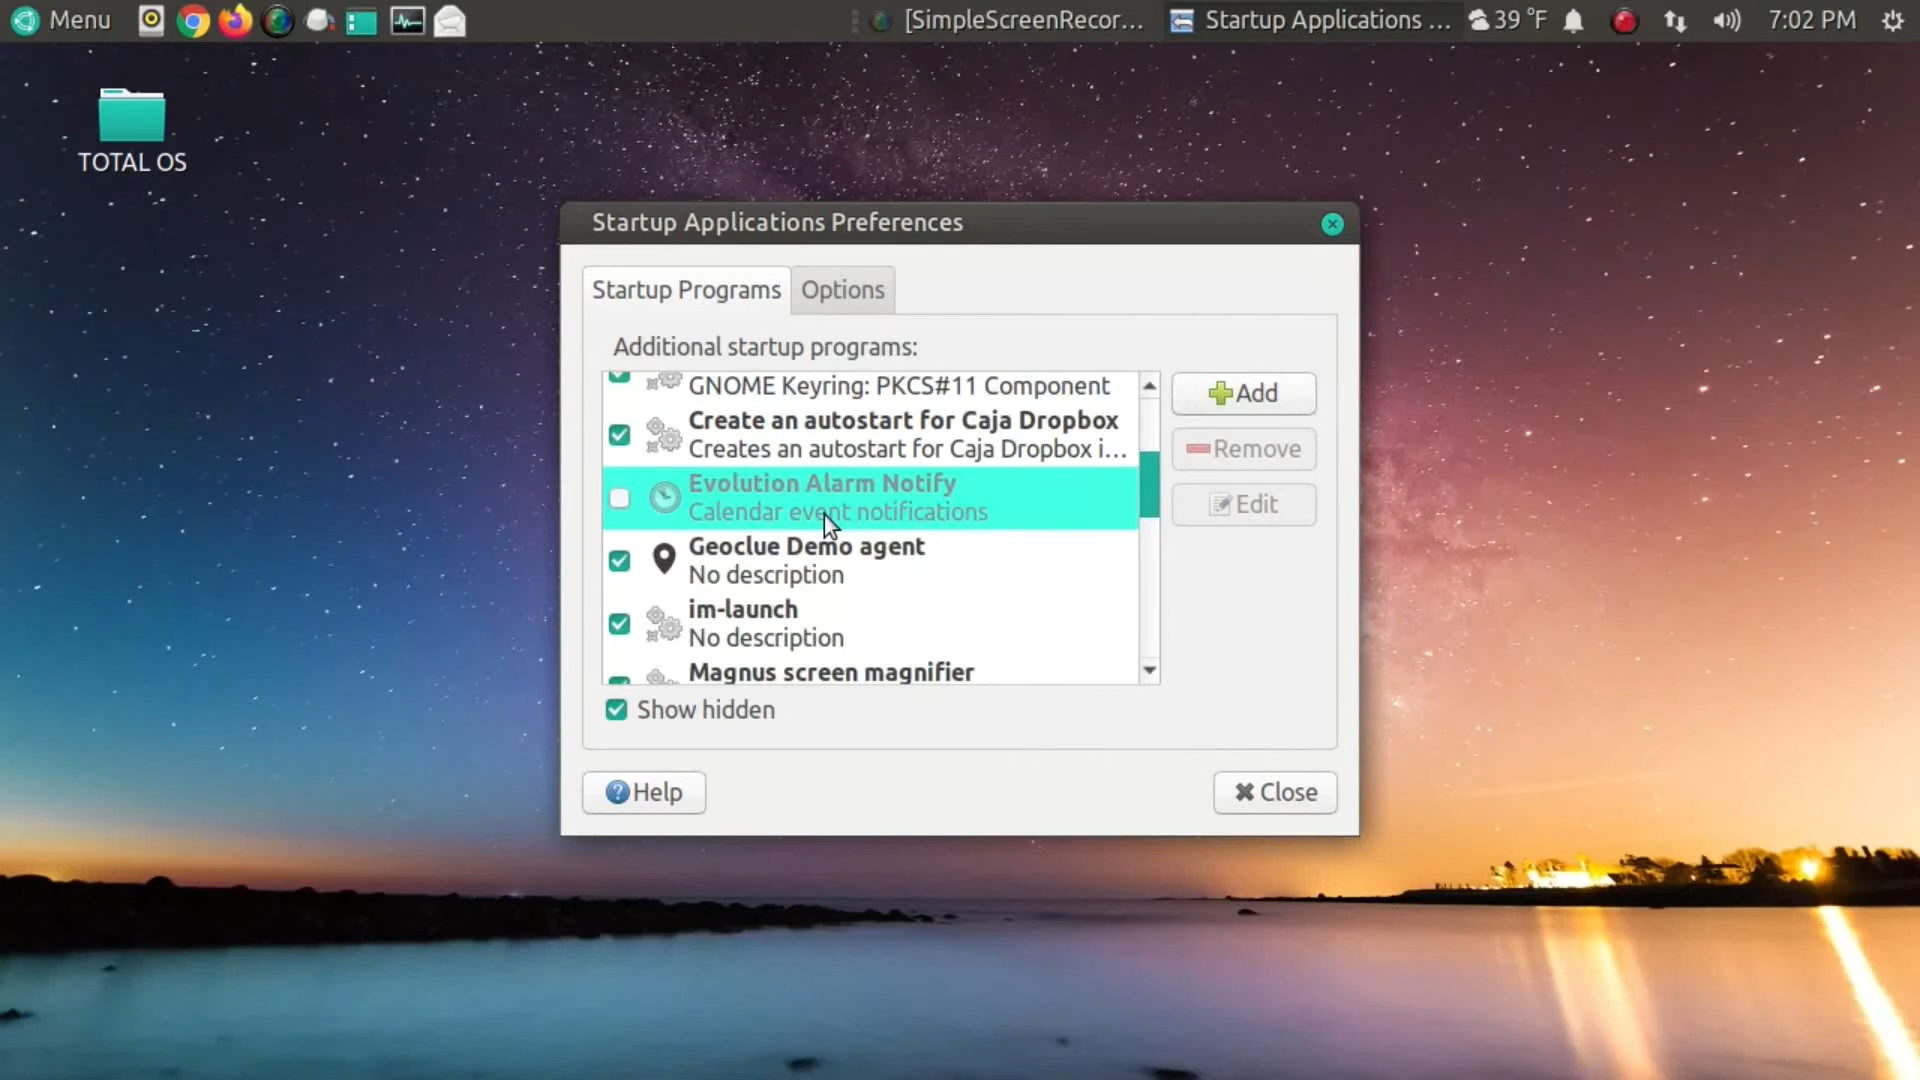 Menu
[SimpleScreenRecor...
Startup Applications ...
39 °F
7:02 PM
TOTAL OS
Startup Applications Preferences
Startup Programs
Options
Additional startup programs:
GNOME Keyring: PKCS#11 Component
Create an autostart for Caja Dropbox
Creates an autostart for Caja Dropbox i...
Evolution Alarm Notify
Calendar event notifications
Geoclue Demo agent
No description
im-launch
No description
Magnus screen magnifier
Add
Remove
Edit
Show hidden
Help
Close